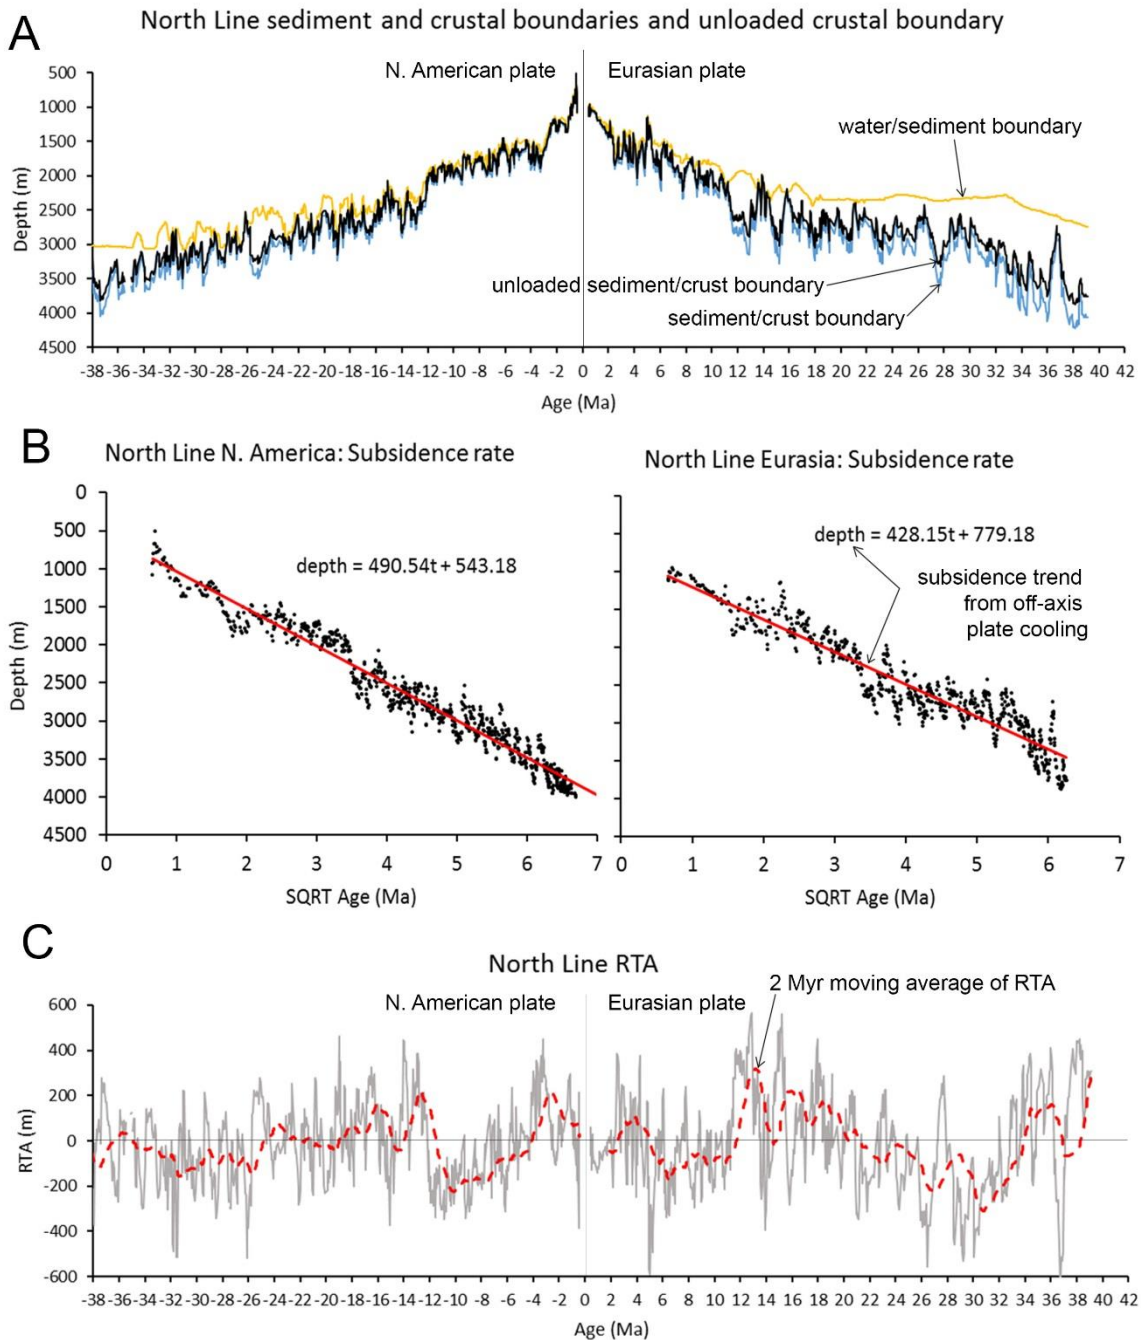 A
North Line sediment and crustal boundaries and unloaded crustal boundary
N. American plate
Eurasian plate
water/sediment boundary
unloaded sediment/crust boundary
sediment/crust boundary
Depth (m)
500
1000
1500
2000
2500
3000
3500
4000
4500
-38 -36 -34 -32 -30 -28 -26 -24 -22 -20 -18 -16 -14 -12 -10 -8 -6 -4 -2 0 2 4 6 8 10 12 14 16 18 20 22 24 26 28 30 32 34 36 38 40 42
Age (Ma)
B
North Line N. America: Subsidence rate
depth = 490.54t + 543.18
Depth (m)
0
500
1000
1500
2000
2500
3000
3500
4000
4500
0 1 2 3 4 5 6 7
SQRT Age (Ma)
North Line Eurasia: Subsidence rate
depth = 428.15t + 779.18
subsidence trend
from off-axis
plate cooling
0 1 2 3 4 5 6 7
SQRT Age (Ma)
C
North Line RTA
N. American plate
Eurasian plate
2 Myr moving average of RTA
RTA (m)
600
400
200
0
-200
-400
-600
-38 -36 -34 -32 -30 -28 -26 -24 -22 -20 -18 -16 -14 -12 -10 -8 -6 -4 -2 0 2 4 6 8 10 12 14 16 18 20 22 24 26 28 30 32 34 36 38 40 42
Age (Ma)